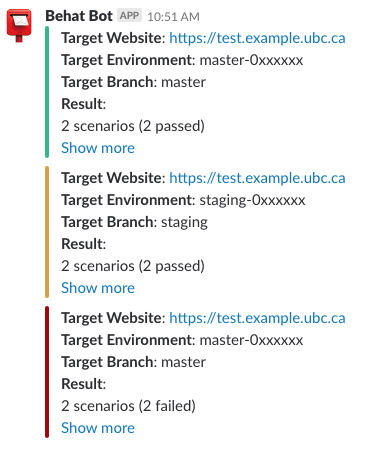 Behat Bot APP 10:51 AM
Target Website: https://test.example.ubc.ca
Target Environment: master-0xxxxxx
Target Branch: master
Result:
2 scenarios (2 passed)
Show more
Target Website: https://test.example.ubc.ca
Target Environment: staging-0xxxxxx
Target Branch: staging
Result:
2 scenarios (2 passed)
Show more
Target Website: https://test.example.ubc.ca
Target Environment: master-0xxxxxx
Target Branch: master
Result:
2 scenarios (2 failed)
Show more